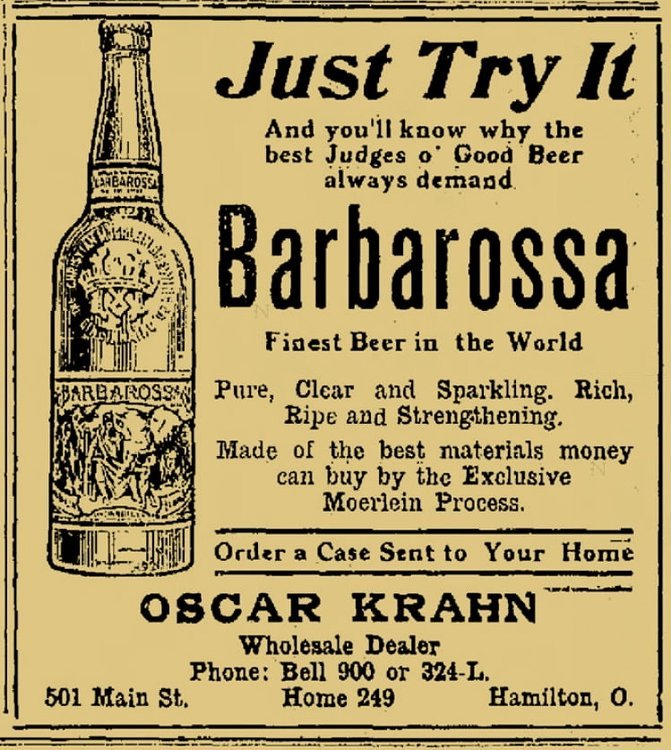 Just Try It
And you'll know why the
best Judges o' Good Beer
always demand
Barbarossa
Finest Beer in the World
Pure, Clear and Sparkling. Rich,
Ripe and Strengthening.
Made of the best materials money
can buy by the Exclusive
Moerlein Process.
Order a Case Sent to Your Home
OSCAR KRAHN
Wholesale Dealer
Phone: Bell 900 or 324-L.
501 Main St. Home 249 Hamilton, O.
BARBAROSSA
BARBAROSSA